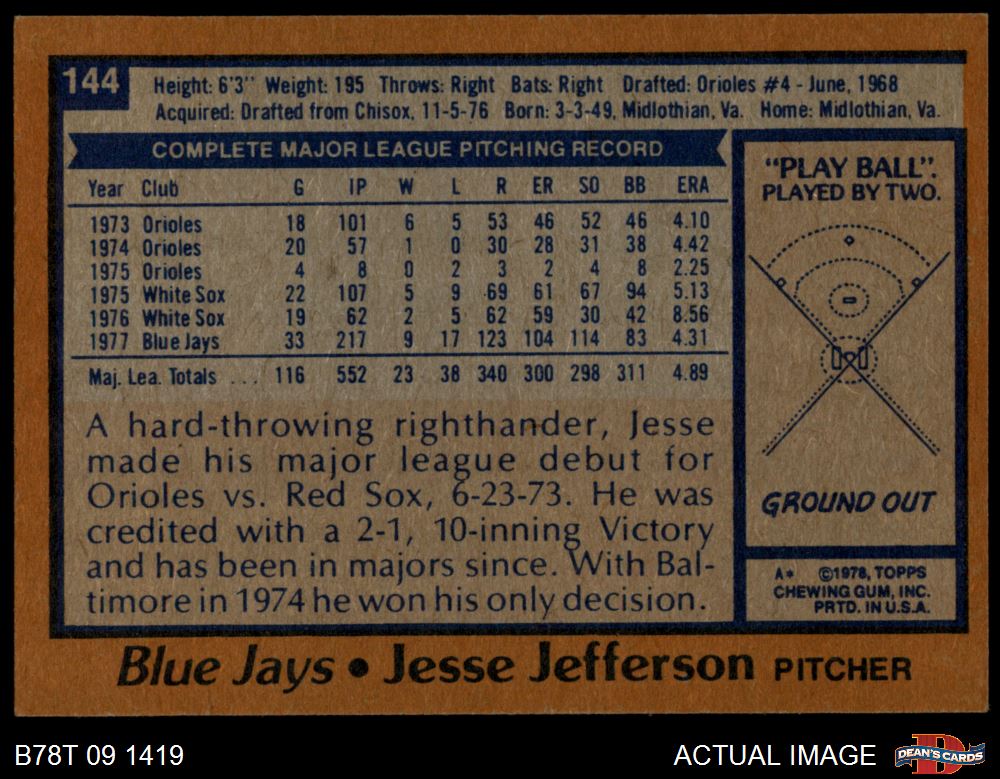 144
Height: 6'3" Weight: 195 Throws: Right Bats: Right Drafted: Orioles #4 - June, 1968
Acquired: Drafted from Chisox, 11-5-76 Born: 3-3-49, Midlothian, Va. Home: Midlothian, Va.
COMPLETE MAJOR LEAGUE PITCHING RECORD
Year Club G IP W L R ER SO BB ERA
1973 Orioles 18 101 6 5 53 46 52 46 4.10
1974 Orioles 20 57 1 0 30 28 31 38 4.42
1975 Orioles 4 8 0 2 3 2 4 8 2.25
1975 White Sox 22 107 5 9 69 61 67 94 5.13
1976 White Sox 19 62 2 5 62 59 30 42 8.56
1977 Blue Jays 33 217 9 17 123 104 114 83 4.31
Maj. Lea. Totals ... 116 552 23 38 340 300 298 311 4.89
A hard-throwing righthander, Jesse
made his major league debut for
Orioles vs. Red Sox, 6-23-73. He was
credited with a 2-1, 10-inning Victory
and has been in majors since. With Bal-
timore in 1974 he won his only decision.
"PLAY BALL".
PLAYED BY TWO.
GROUND OUT
A* ©1978, TOPPS
CHEWING GUM, INC.
PRTD. IN U.S.A.
Blue Jays • Jesse Jefferson PITCHER
B78T 09 1419
ACTUAL IMAGE
D
DEAN'S CARDS